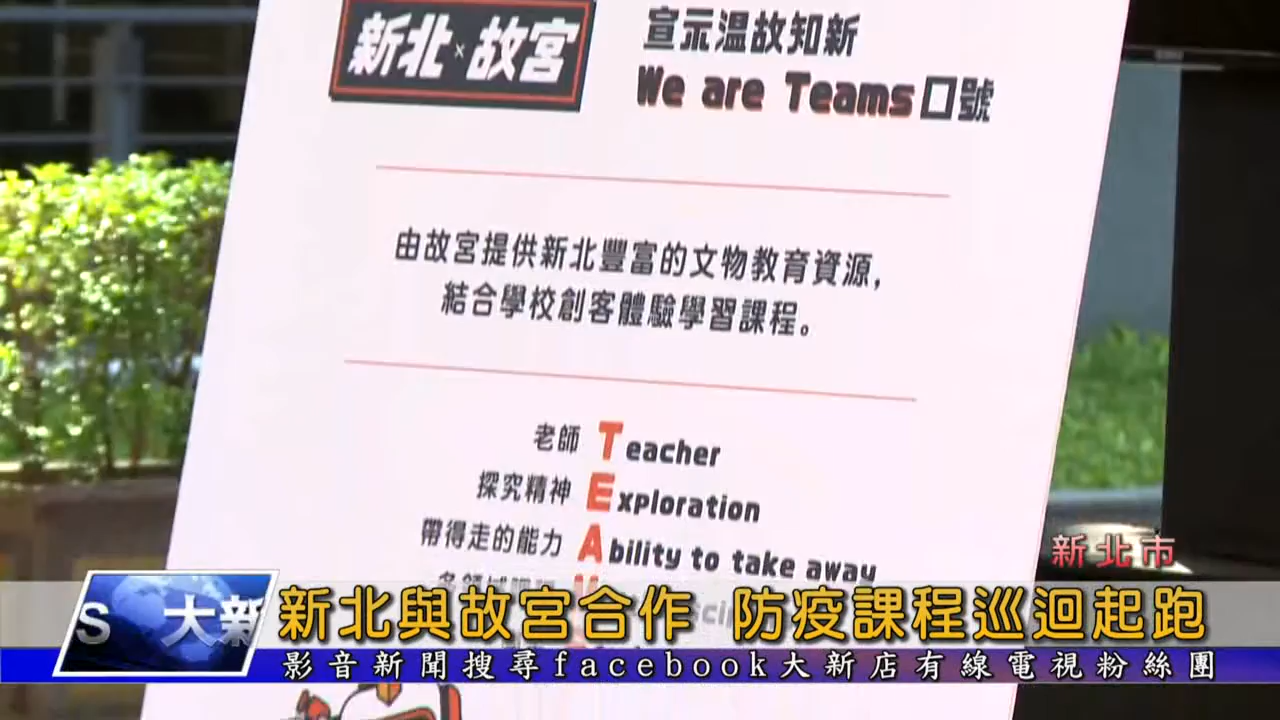 新北×故宮
宣示温故知新
We are Teams口號
由故宮提供新北豐富的文物教育資源,
結合學校創客體驗學習課程。
老師 Teacher
探究精神 Exploration
帶得走的能力 Ability to take away
新北市
S 大新
新北與故宮合作 防疫課程巡迴起跑
影音新聞搜尋facebook大新店有線電視粉絲團